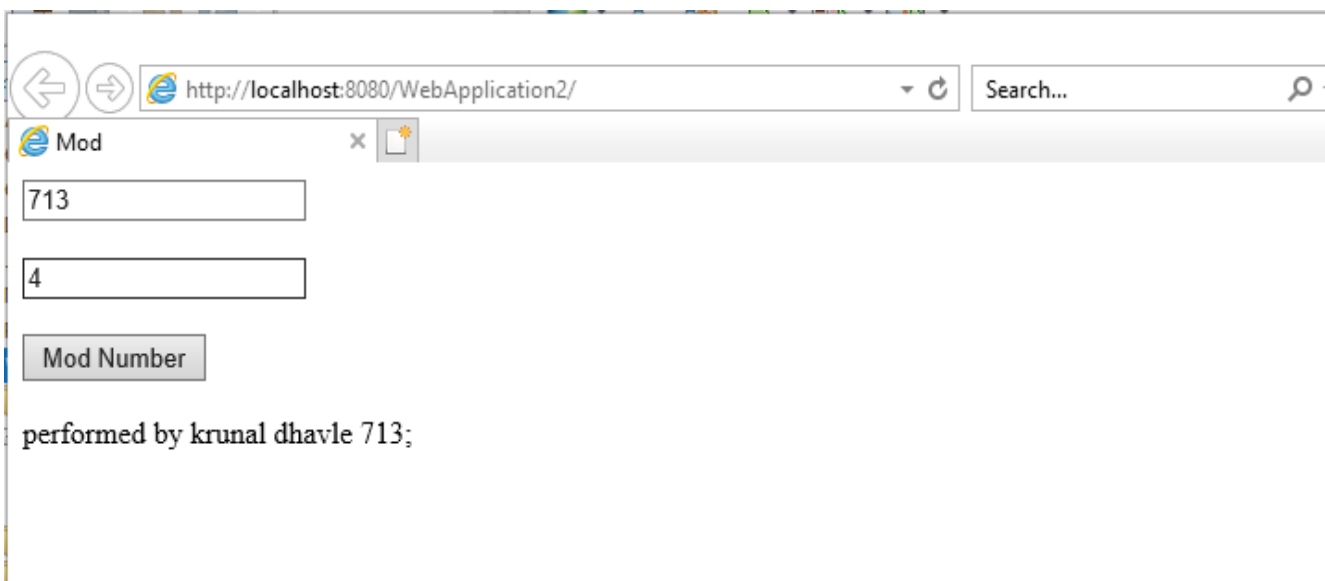 http://localhost:8080/WebApplication2/
Search...
Mod
713
4
Mod Number
performed by krunal dhavle 713;